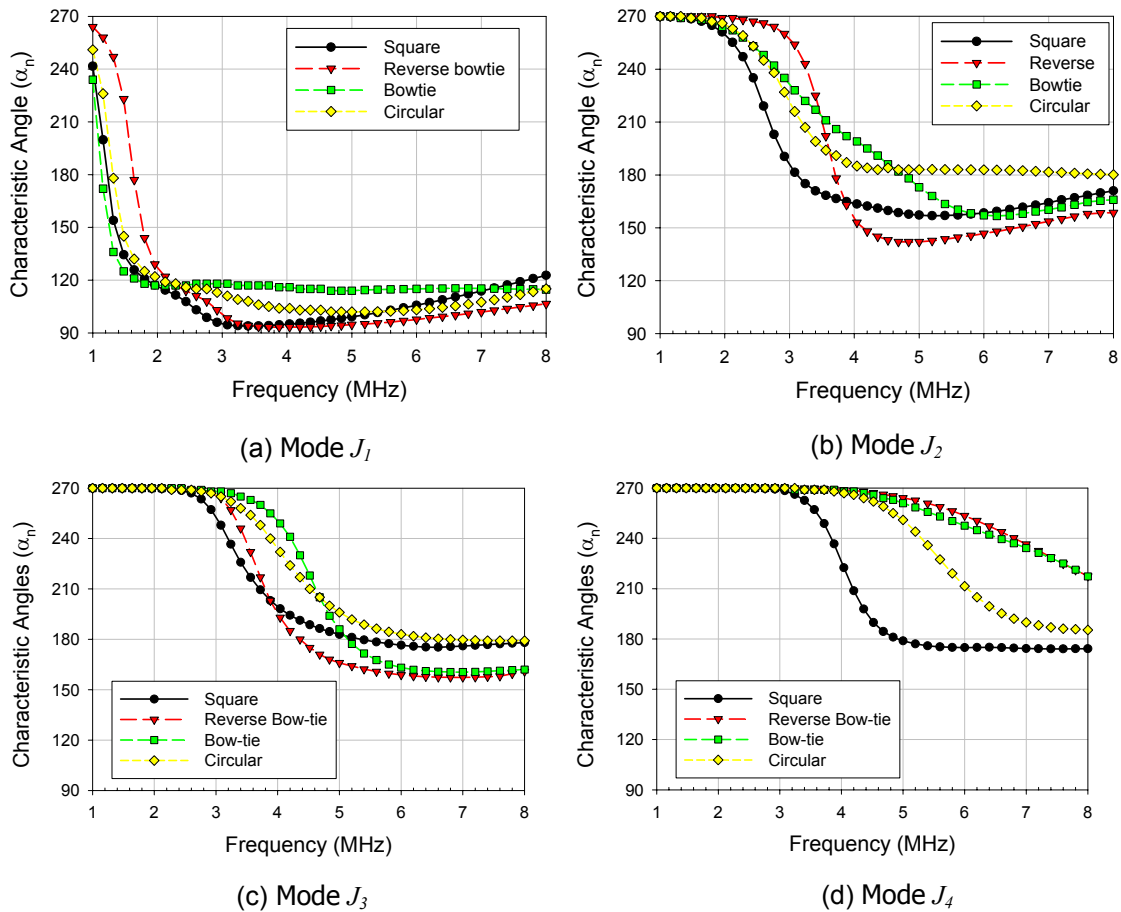 270
240
210
180
150
120
90
Characteristic Angle (αn)
Square
Reverse bowtie
Bowtie
Circular
1 2 3 4 5 6 7 8
Frequency (MHz)
(a) Mode J1
270
240
210
180
150
120
90
Characteristic Angle (αn)
Square
Reverse
Bowtie
Circular
1 2 3 4 5 6 7 8
Frequency (MHz)
(b) Mode J2
270
240
210
180
150
120
90
Characteristic Angles (αn)
Square
Reverse Bow-tie
Bow-tie
Circular
1 2 3 4 5 6 7 8
Frequency (MHz)
(c) Mode J3
270
240
210
180
150
120
90
Characteristic Angles (αn)
Square
Reverse Bow-tie
Bow-tie
Circular
1 2 3 4 5 6 7 8
Frequency (MHz)
(d) Mode J4